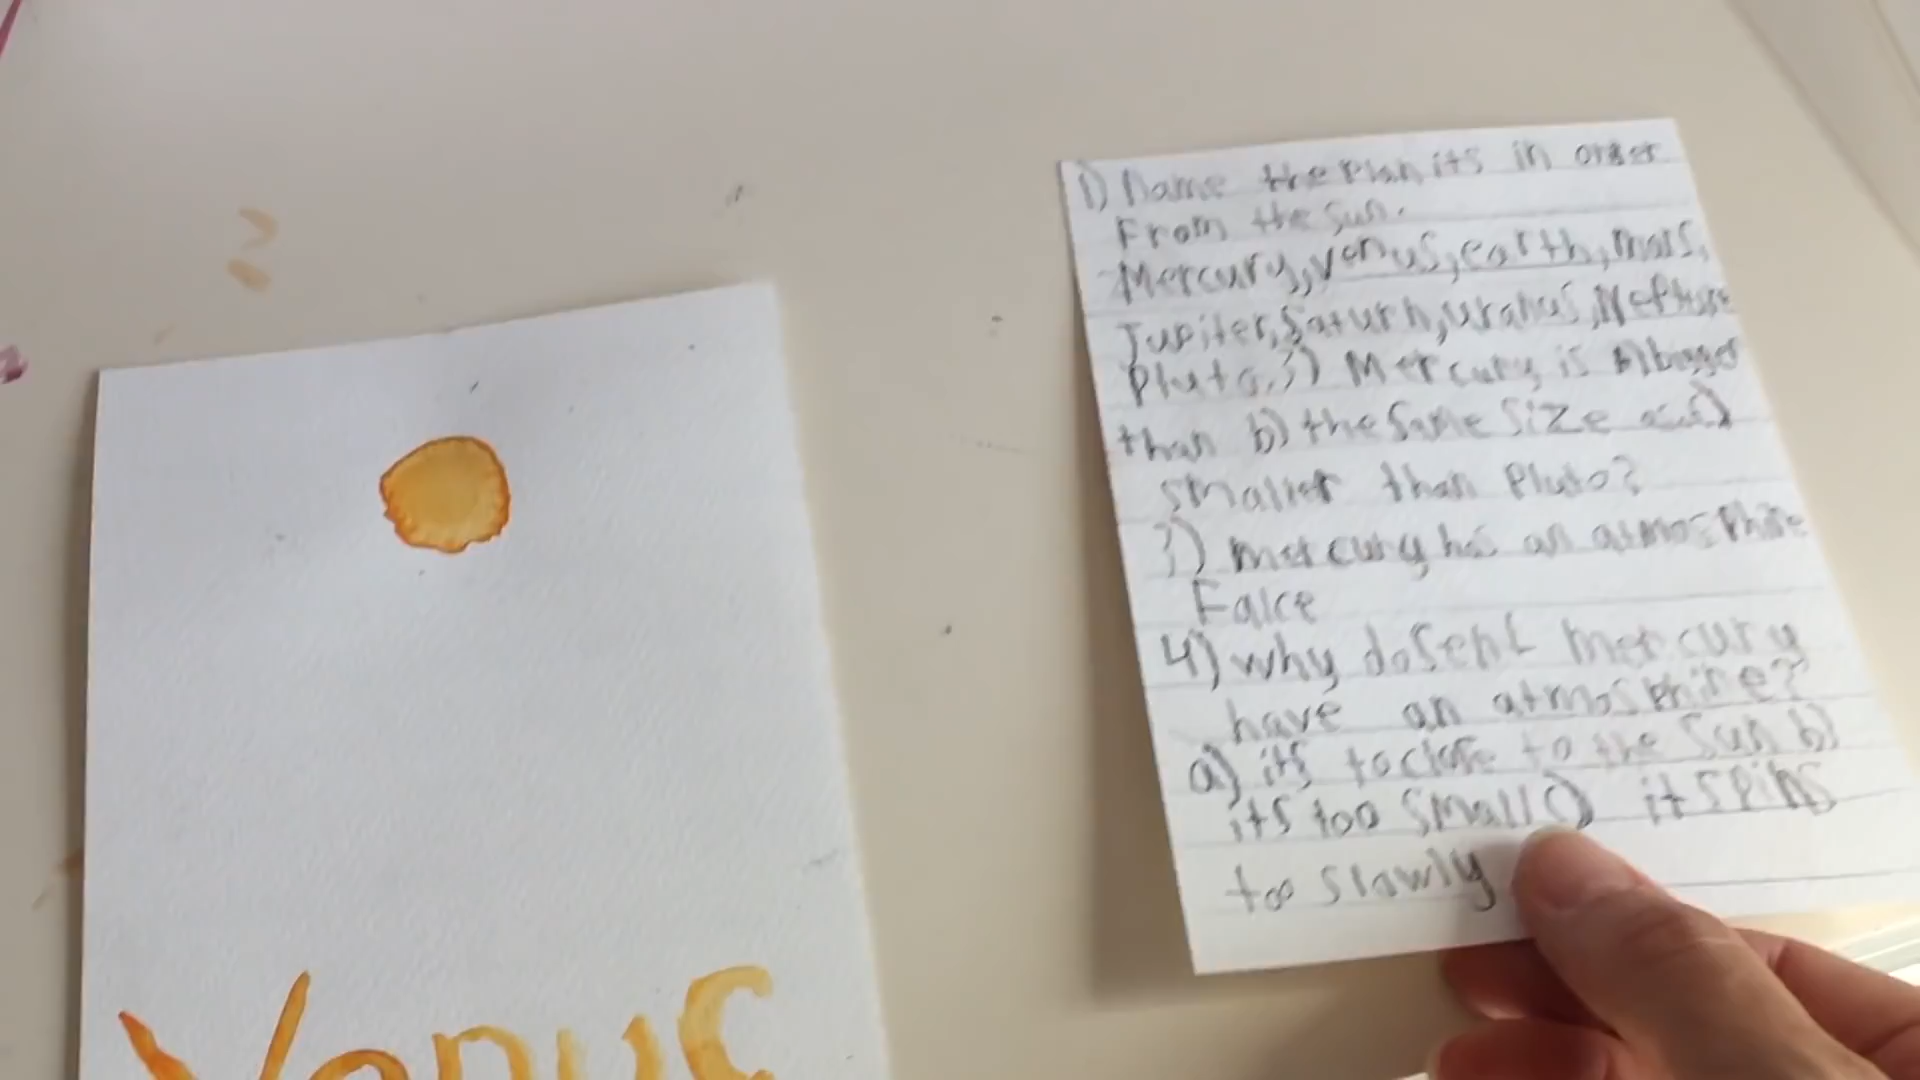 Venus
1) Name the Planits in order
From the sun.
Mercury, venus, earth, mars,
Jupiter, Saturn, uranus, Neptune
Pluto. 3) Mercury is a) bigger
than b) the Same Size c)
smaller than Pluto?
3) mercury has an atmosphire
Falce
4) why dosent mercury
have an atmosphire?
a) its to close to the Sun b)
its too small c) it spins
too slowly